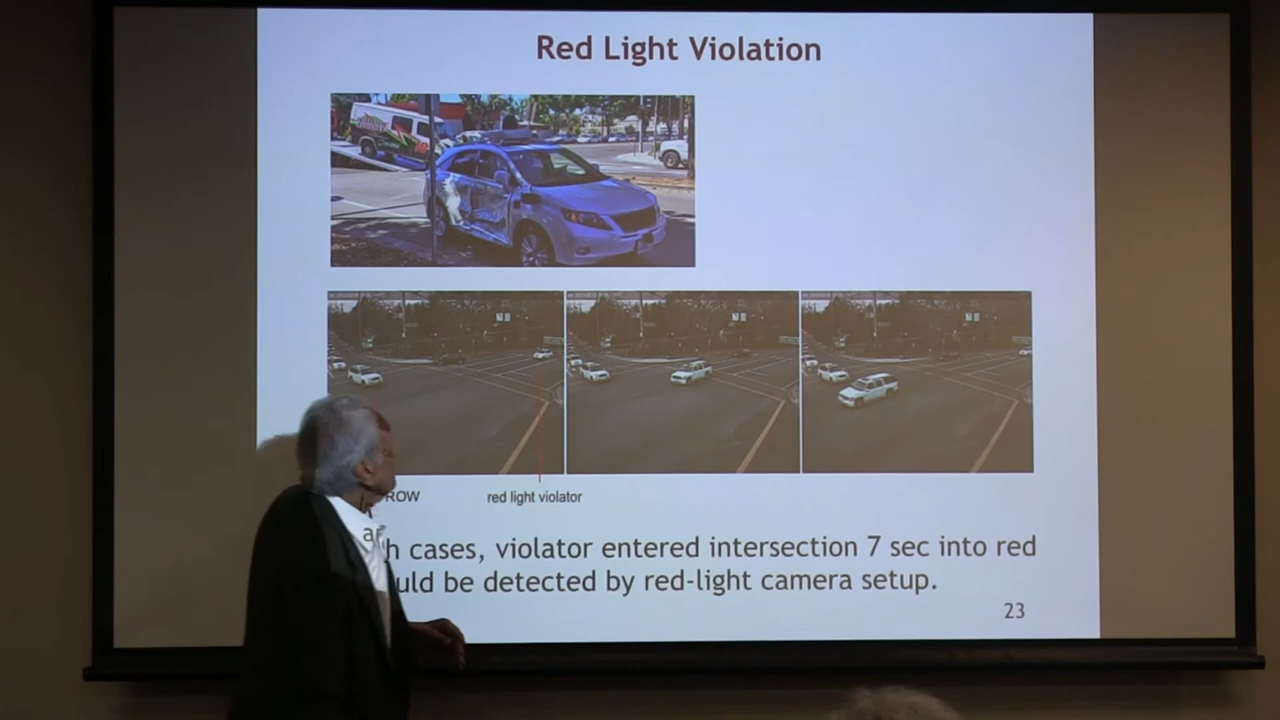 Red Light Violation
ROW
red light violator
h cases, violator entered intersection 7 sec into red
uld be detected by red-light camera setup.
23